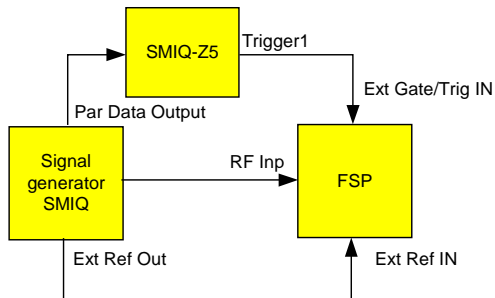 SMIQ-Z5
Trigger1
Ext Gate/Trig IN
Par Data Output
Signal
generator
SMIQ
RF Inp
FSP
Ext Ref Out
Ext Ref IN